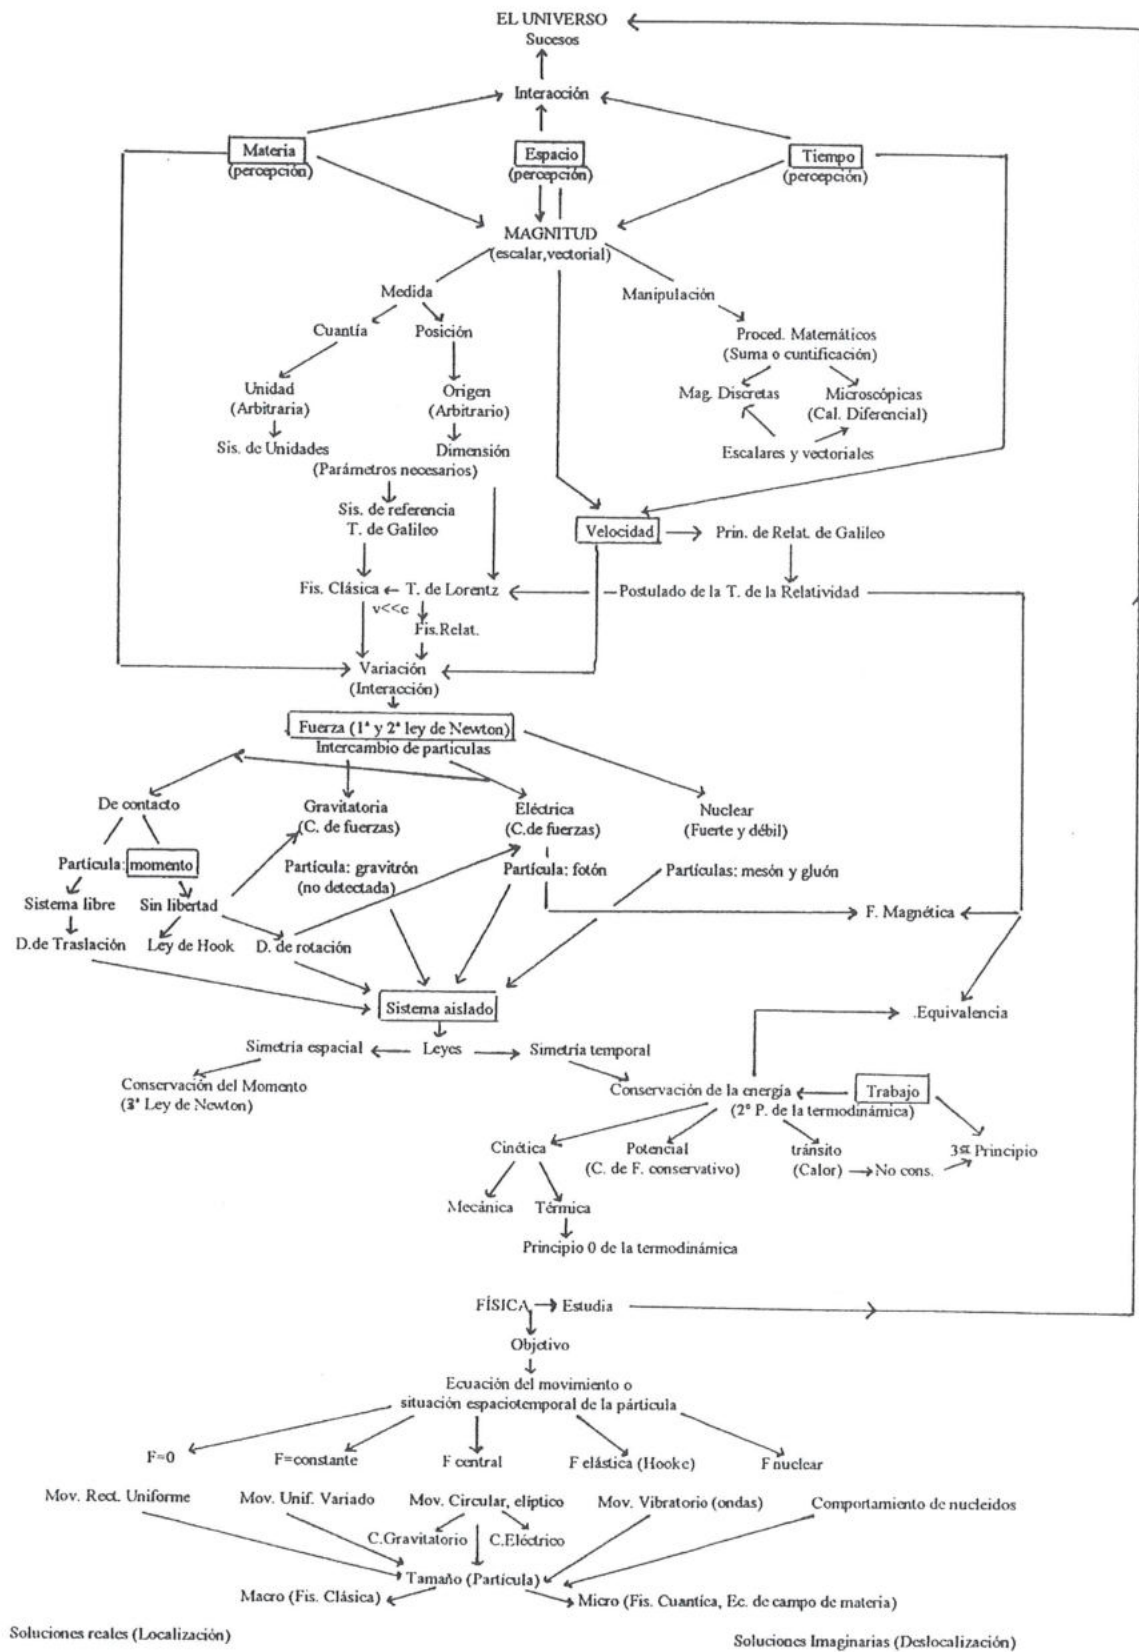 EL UNIVERSO
Sucesos
Interacción
Materia
(percepción)
Espacio
(percepción)
Tiempo
(percepción)
MAGNITUD
(escalar,vectorial)
Medida
Manipulación
Cuantía
Posición
Proced. Matemáticos
(Suma o cuntificación)
Unidad
(Arbitraria)
Origen
(Arbitrario)
Mag. Discretas
Microscópicas
(Cal. Diferencial)
Sis. de Unidades
Dimensión
Escalares y vectoriales
(Parámetros necesarios)
Sis. de referencia
T. de Galileo
Velocidad
Prin. de Relat. de Galileo
Fis. Clásica
T. de Lorentz
Postulado de la T. de la Relatividad
v<<c
Fis.Relat.
Variación
(Interacción)
Fuerza (1ª y 2ª ley de Newton)
Intercambio de partículas
De contacto
Gravitatoria
(C. de fuerzas)
Eléctrica
(C.de fuerzas)
Nuclear
(Fuerte y débil)
Partícula: momento
Partícula: gravitrón
(no detectada)
Partícula: fotón
Partículas: mesón y gluón
Sistema libre
Sin libertad
F. Magnética
D.de Traslación
Ley de Hook
D. de rotación
Sistema aislado
.Equivalencia
Simetría espacial
Leyes
Simetría temporal
Conservación del Momento
(3ª Ley de Newton)
Conservación de la energía
(2º P. de la termodinámica)
Trabajo
Cinética
Potencial
(C. de F. conservativo)
tránsito
(Calor)
No cons.
3er Principio
Mecánica
Térmica
Principio 0 de la termodinámica
FÍSICA
Estudia
Objetivo
Ecuación del movimiento o
situación espaciotemporal de la párticula
F=0
F=constante
F central
F elástica (Hooke)
F nuclear
Mov. Rect. Uniforme
Mov. Unif. Variado
Mov. Circular, elíptico
Mov. Vibratorio (ondas)
Comportamiento de nucleidos
C.Gravitatorio
C.Eléctrico
Tamaño (Partícula)
Macro (Fis. Clásica)
Micro (Fis. Cuantíca, Ec. de campo de materia)
Soluciones reales (Localización)
Soluciones Imaginarias (Deslocalización)